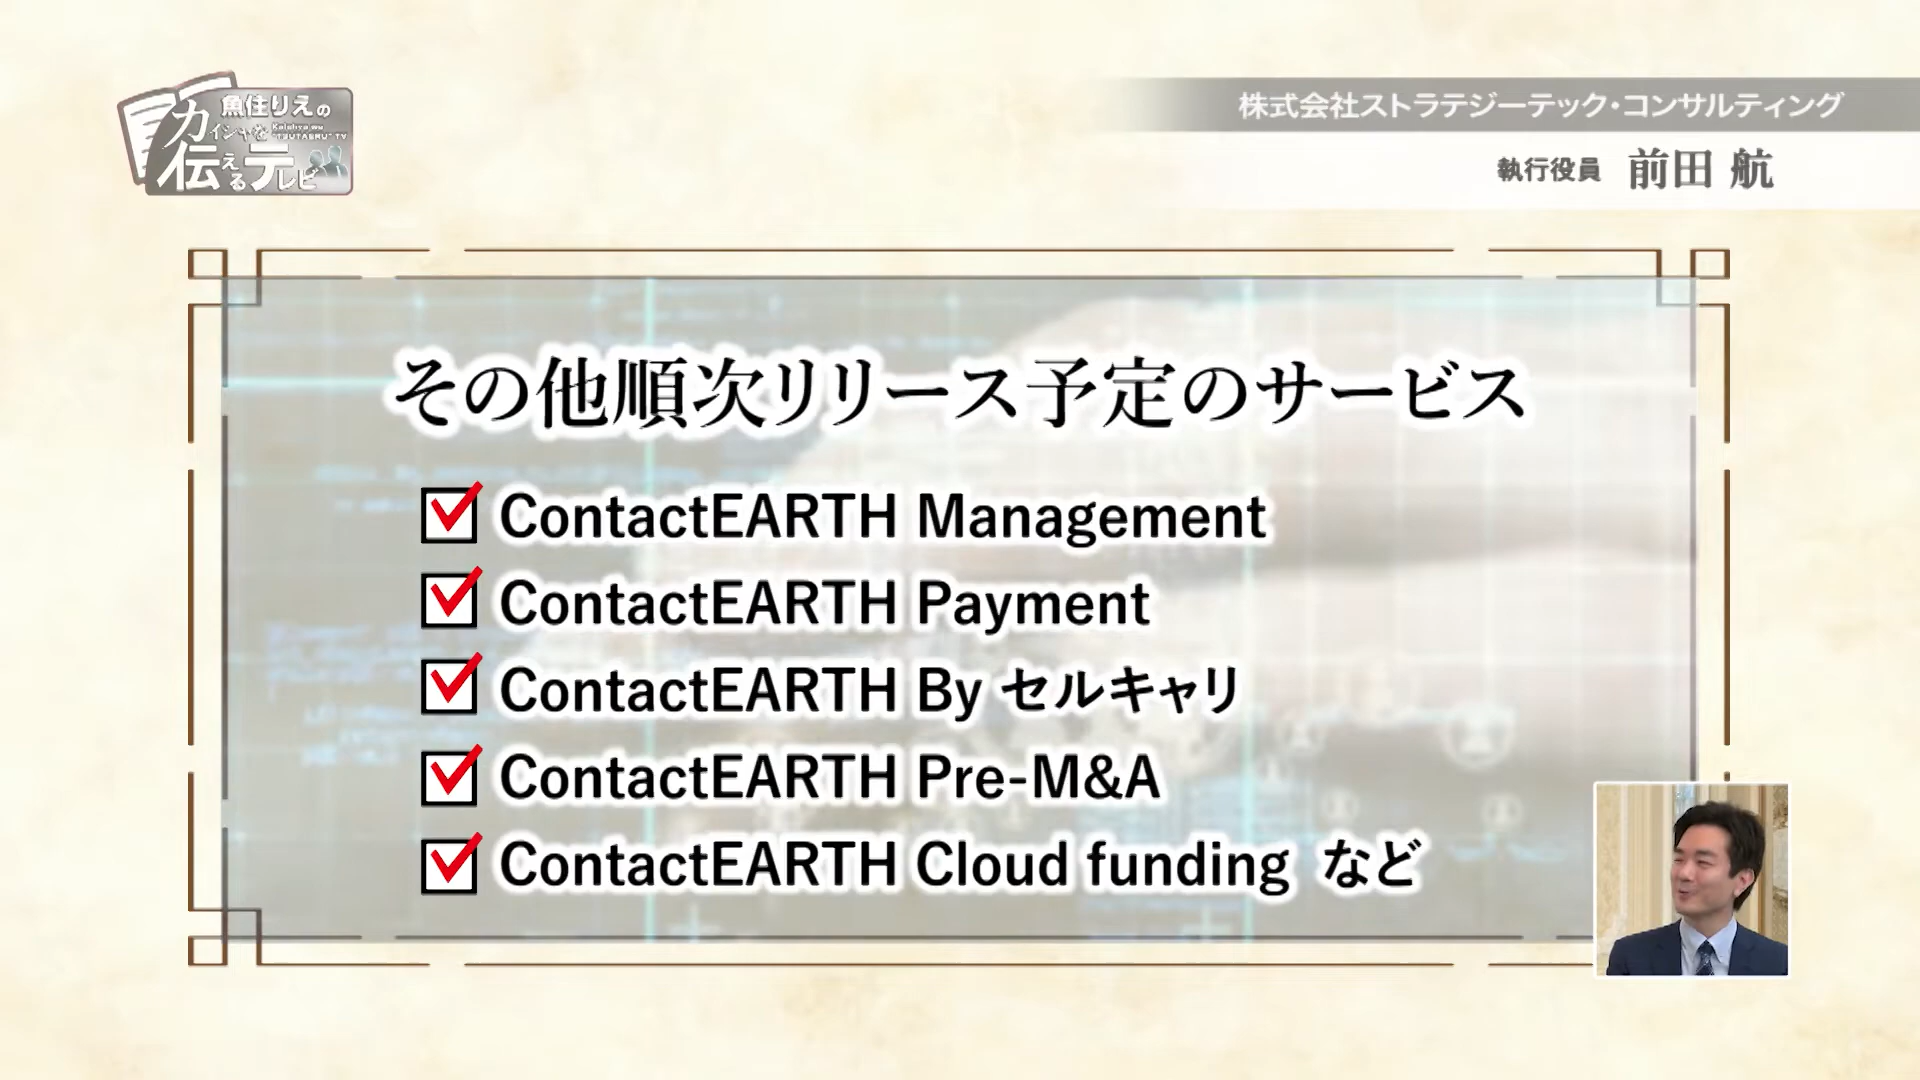 魚住りえの
カイシャを
Kaisha wo
"TSUTAERU" TV
伝えるテレビ
株式会社ストラテジーテック・コンサルティング
執行役員 前田 航
その他順次リリース予定のサービス
ContactEARTH Management
ContactEARTH Payment
ContactEARTH By セルキャリ
ContactEARTH Pre-M&A
ContactEARTH Cloud funding など